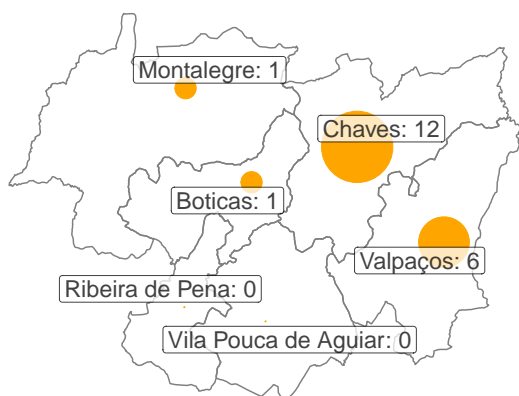 Montalegre: 1
Chaves: 12
Boticas: 1
Valpaços: 6
Ribeira de Pena: 0
Vila Pouca de Aguiar: 0